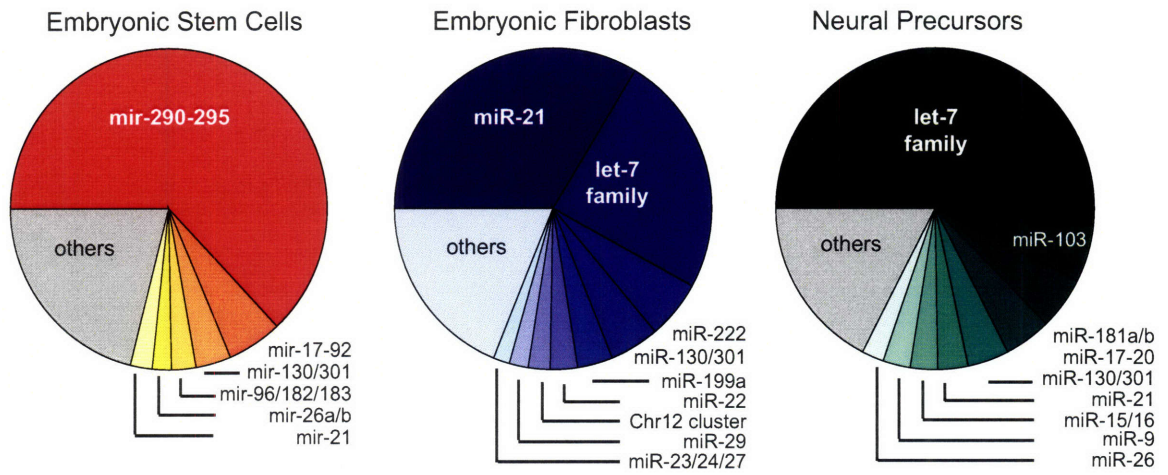 Embryonic Stem Cells
mir-290-295
others
mir-17-92
mir-130/301
mir-96/182/183
mir-26a/b
mir-21
Embryonic Fibroblasts
miR-21
let-7
family
others
miR-222
miR-130/301
miR-199a
miR-22
Chr12 cluster
miR-29
miR-23/24/27
Neural Precursors
let-7
family
miR-103
others
miR-181a/b
miR-17-20
miR-130/301
miR-21
miR-15/16
miR-9
miR-26